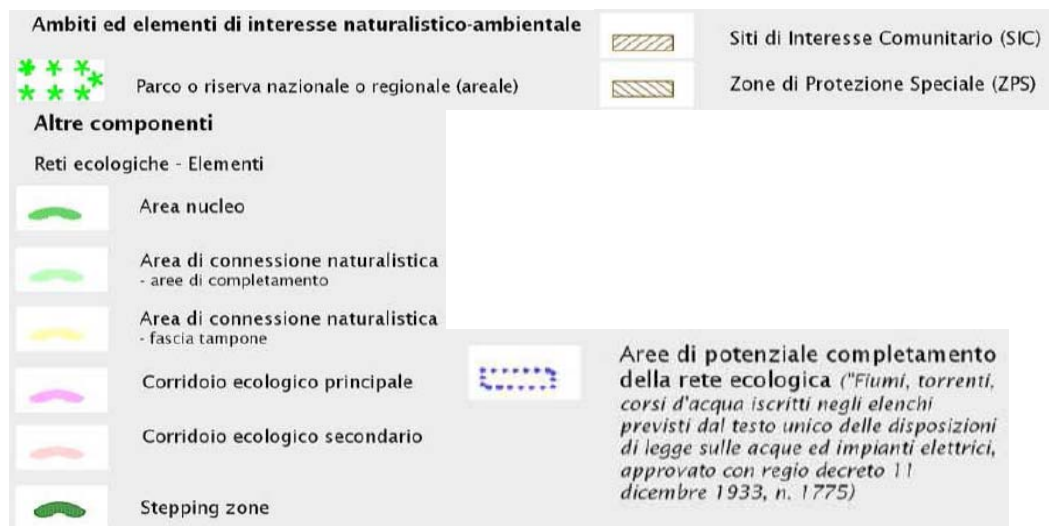 Ambiti ed elementi di interesse naturalistico-ambientale
Parco o riserva nazionale o regionale (areale)
Siti di Interesse Comunitario (SIC)
Zone di Protezione Speciale (ZPS)
Altre componenti
Reti ecologiche - Elementi
Area nucleo
Area di connessione naturalistica
- aree di completamento
Area di connessione naturalistica
- fascia tampone
Corridoio ecologico principale
Corridoio ecologico secondario
Stepping zone
Aree di potenziale completamento
della rete ecologica ("Fiumi, torrenti,
corsi d'acqua iscritti negli elenchi
previsti dal testo unico delle disposizioni
di legge sulle acque ed impianti elettrici,
approvato con regio decreto 11
dicembre 1933, n. 1775)